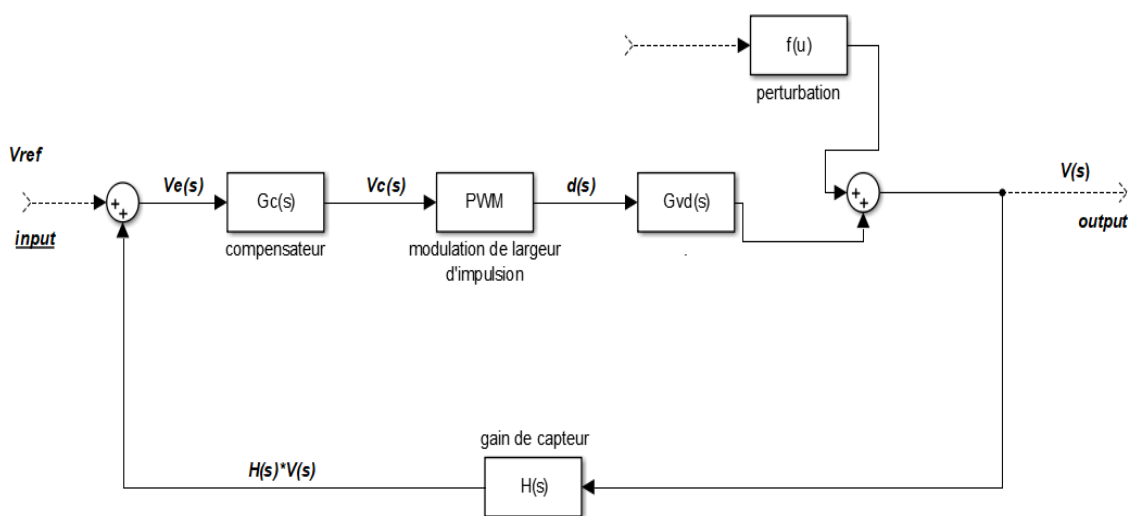 f(u)
perturbation
Vref
input
+
+
Ve(s)
Gc(s)
compensateur
Vc(s)
PWM
modulation de largeur
d'impulsion
d(s)
Gvd(s)
.
+
+
V(s)
output
gain de capteur
H(s)*V(s)
H(s)